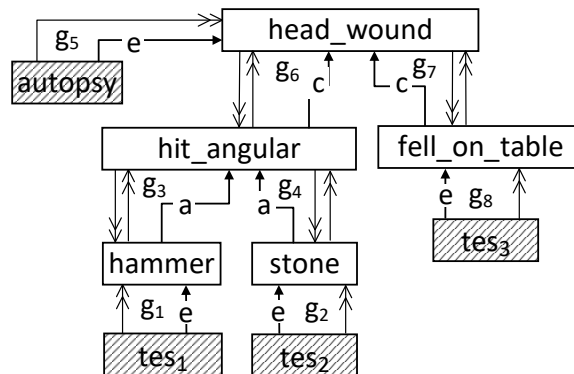 head_wound
g₅
e
autopsy
g₆
c
c
g₇
hit_angular
fell_on_table
g₃
a
a
g₄
e
g₈
hammer
stone
tes₃
g₁
e
e
g₂
tes₁
tes₂